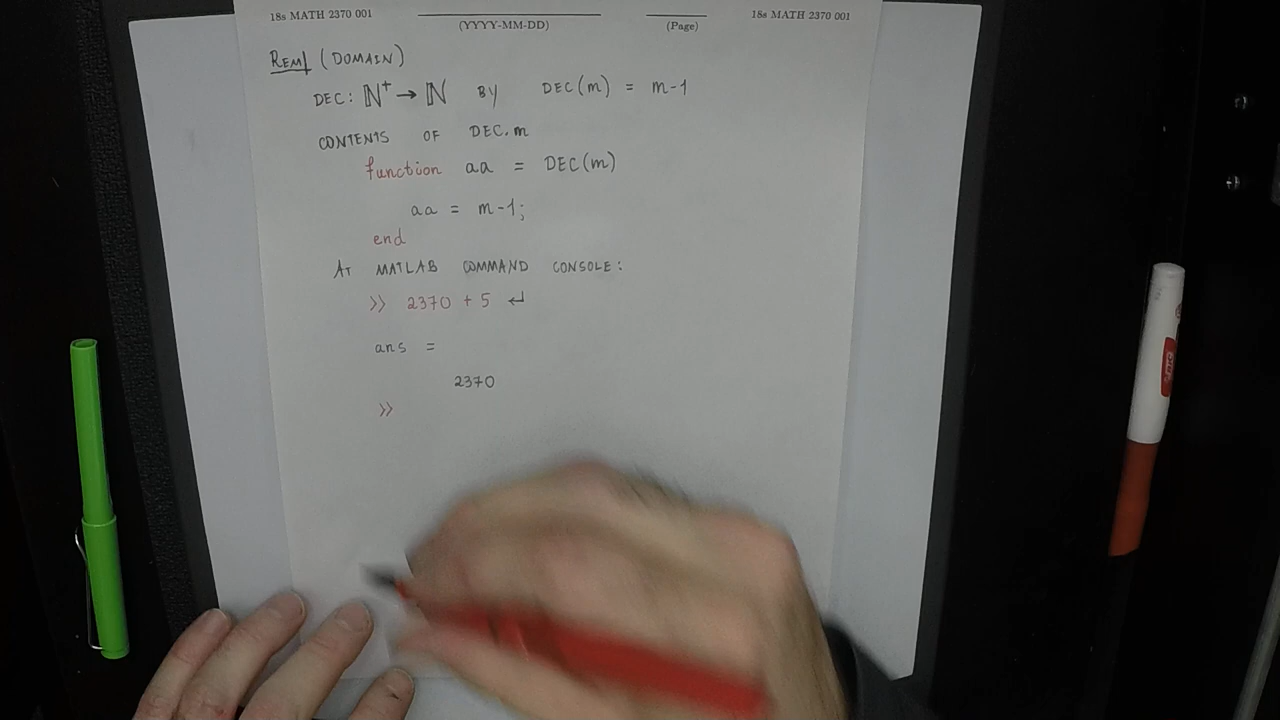 18s MATH 2370 001 (YYYY-MM-DD) (Page) 18s MATH 2370 001
REM| (DOMAIN)
DEC: ℕ⁺ → ℕ BY DEC(m) = m-1
CONTENTS OF DEC.m
function aa = DEC(m)
aa = m-1;
end
AT MATLAB COMMAND CONSOLE:
>> 2370 + 5 ↵
ans =
2370
>>
BIC